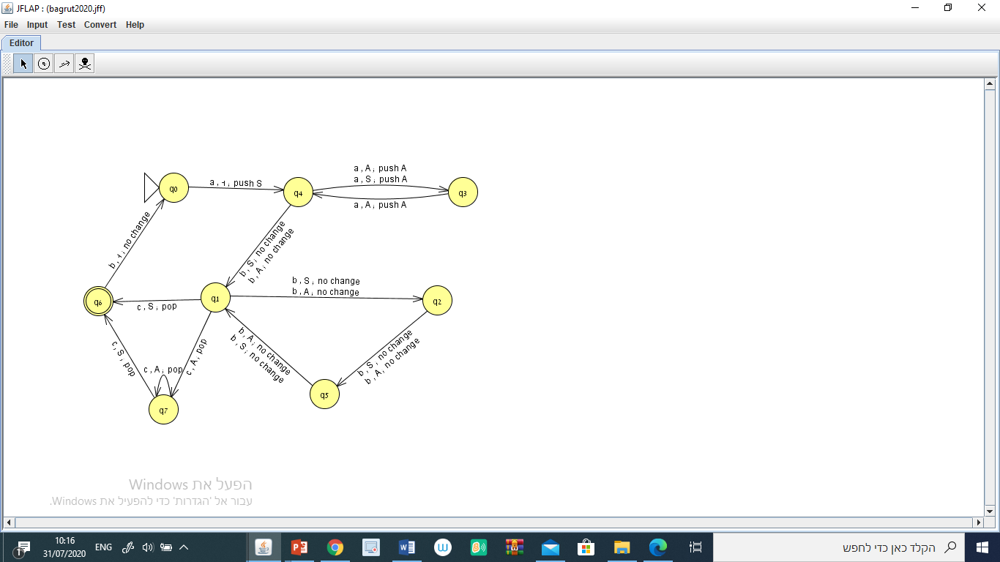 JFLAP : (bagrut2020.jff)
File Input Test Convert Help
Editor
a , A ; push A
a , S ; push A
q0
a , ⊣ ; push S
q4
q3
a , A ; push A
b , ⊣ ; no change
b , S ; no change
b , A ; no change
b , S ; no change
b , A ; no change
q6
c , S ; pop
q1
q2
b , A ; no change
b , S ; no change
b , S ; no change
b , A ; no change
c , S ; pop
c , A ; pop
c , A ; pop
q5
q7
הפעל את Windows
עבור אל 'הגדרות' כדי להפעיל את Windows.
10:16
31/07/2020
ENG
1
הקלד כאן כדי לחפש